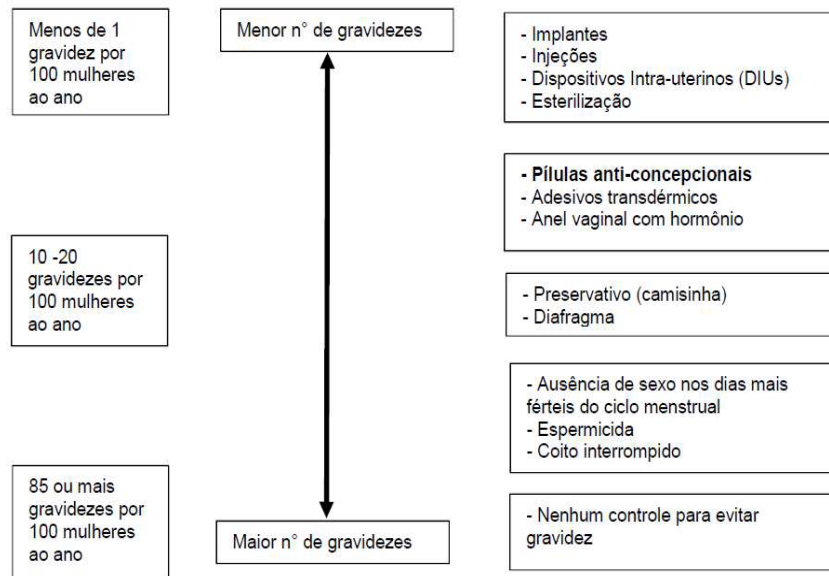 Menos de 1
gravidez por
100 mulheres
ao ano
Menor n° de gravidezes
- Implantes
- Injeções
- Dispositivos Intra-uterinos (DIUs)
- Esterilização
- Pílulas anti-concepcionais
- Adesivos transdérmicos
- Anel vaginal com hormônio
10 -20
gravidezes por
100 mulheres
ao ano
- Preservativo (camisinha)
- Diafragma
- Ausência de sexo nos dias mais
férteis do ciclo menstrual
- Espermicida
- Coito interrompido
85 ou mais
gravidezes por
100 mulheres
ao ano
Maior n° de gravidezes
- Nenhum controle para evitar
gravidez